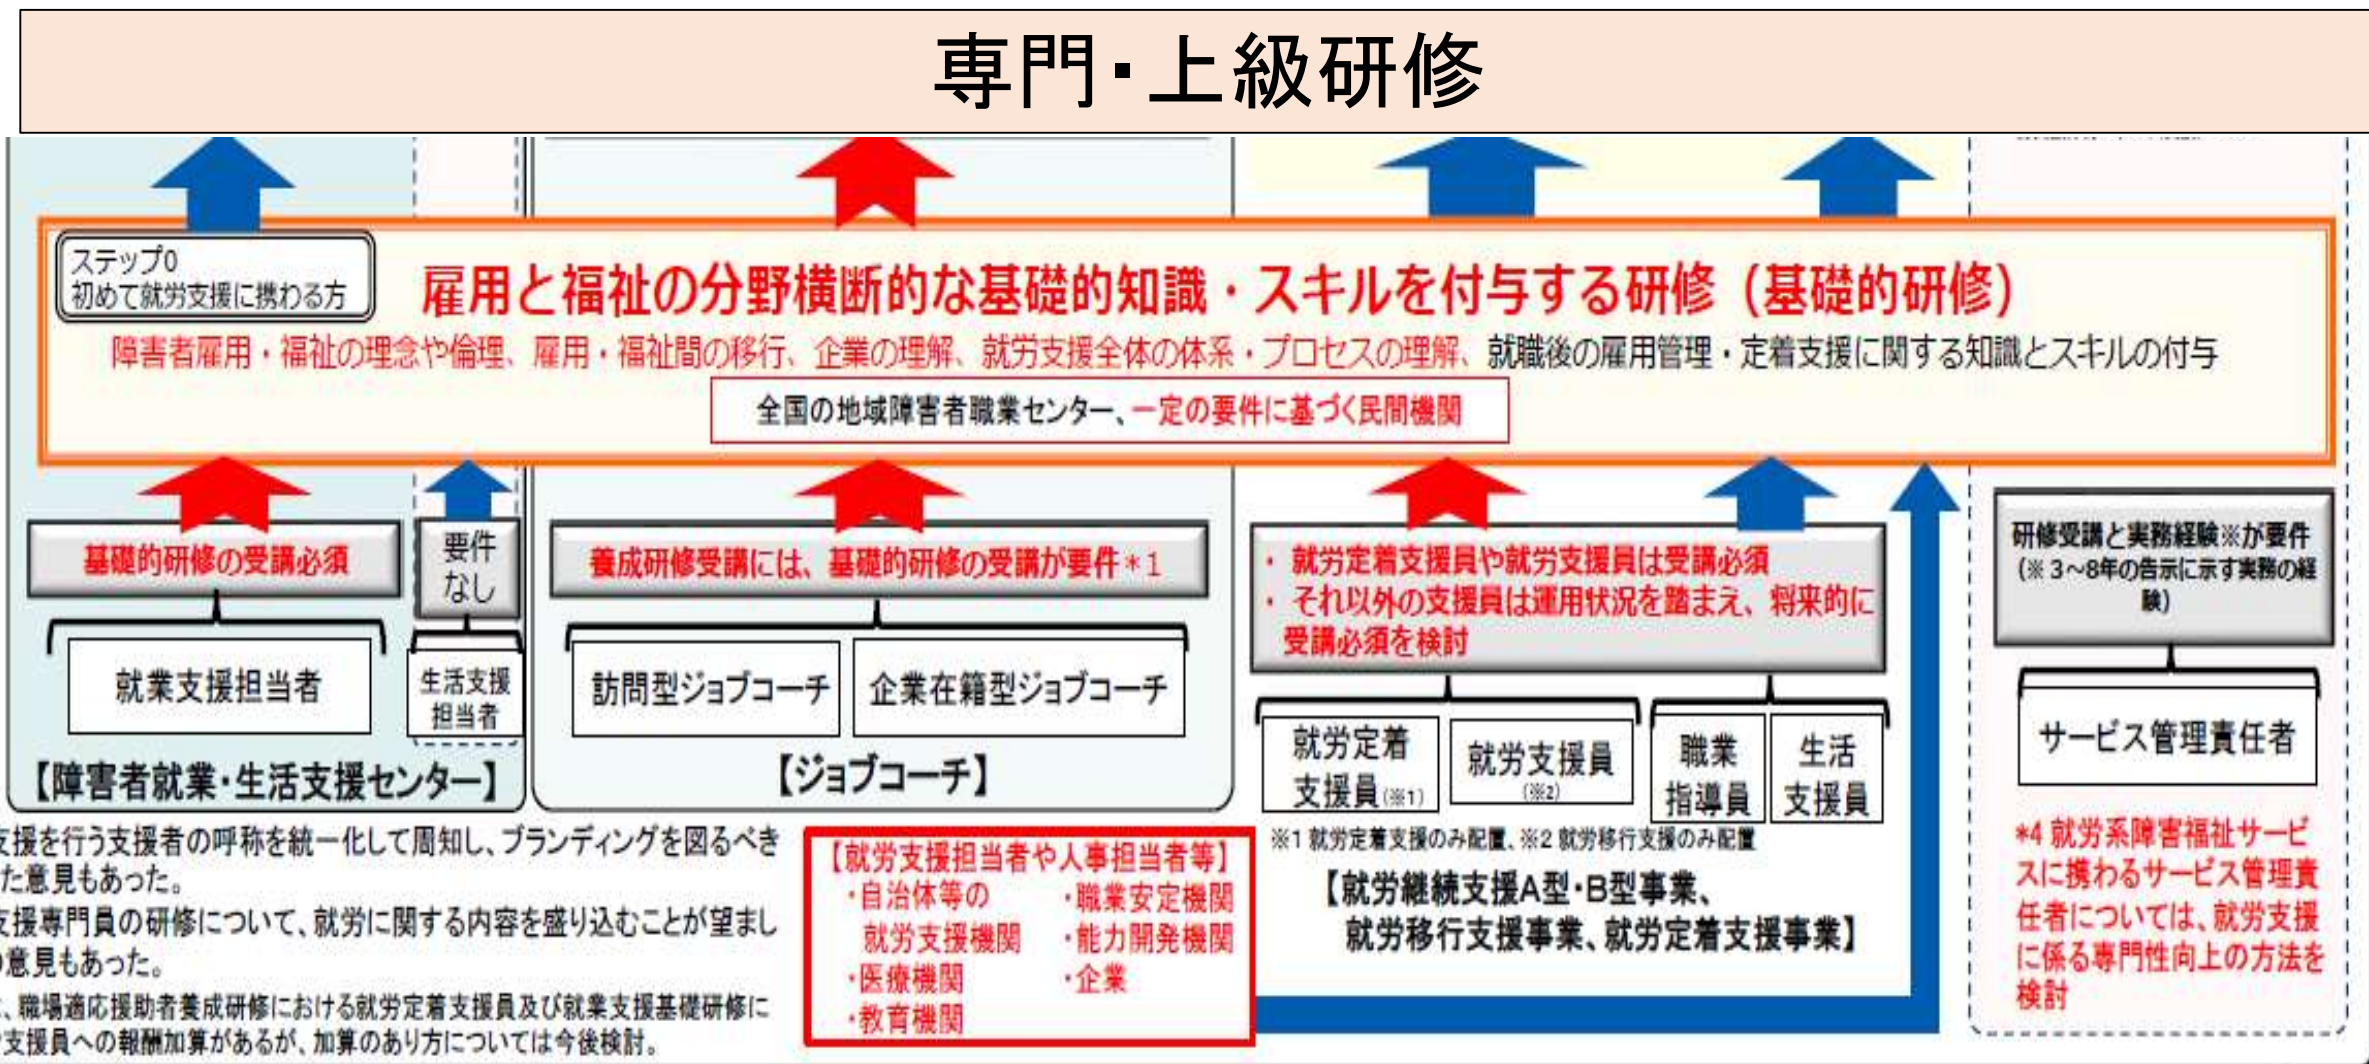 専門・上級研修
ステップ0
初めて就労支援に携わる方
雇用と福祉の分野横断的な基礎的知識・スキルを付与する研修（基礎的研修）
障害者雇用・福祉の理念や倫理、雇用・福祉間の移行、企業の理解、就労支援全体の体系・プロセスの理解、就職後の雇用管理・定着支援に関する知識とスキルの付与
全国の地域障害者職業センター、一定の要件に基づく民間機関
基礎的研修の受講必須
要件
なし
就業支援担当者
生活支援
担当者
【障害者就業・生活支援センター】
養成研修受講には、基礎的研修の受講が要件＊1
訪問型ジョブコーチ
企業在籍型ジョブコーチ
【ジョブコーチ】
・ 就労定着支援員や就労支援員は受講必須
・ それ以外の支援員は運用状況を踏まえ、将来的に
受講必須を検討
就労定着
支援員(※1)
就労支援員
(※2)
職業
指導員
生活
支援員
※1 就労定着支援のみ配置、※2 就労移行支援のみ配置
【就労継続支援A型・B型事業、
就労移行支援事業、就労定着支援事業】
研修受講と実務経験※が要件
(※ 3～8年の告示に示す実務の経
験)
サービス管理責任者
*4 就労系障害福祉サービ
スに携わるサービス管理責
任者については、就労支援
に係る専門性向上の方法を
検討
支援を行う支援者の呼称を統一化して周知し、ブランディングを図るべき
た意見もあった。
支援専門員の研修について、就労に関する内容を盛り込むことが望まし
意見もあった。
、職場適応援助者養成研修における就労定着支援員及び就業支援基礎研修に
支援員への報酬加算があるが、加算のあり方については今後検討。
【就労支援担当者や人事担当者等】
・自治体等の
就労支援機関
・医療機関
・教育機関
・職業安定機関
・能力開発機関
・企業